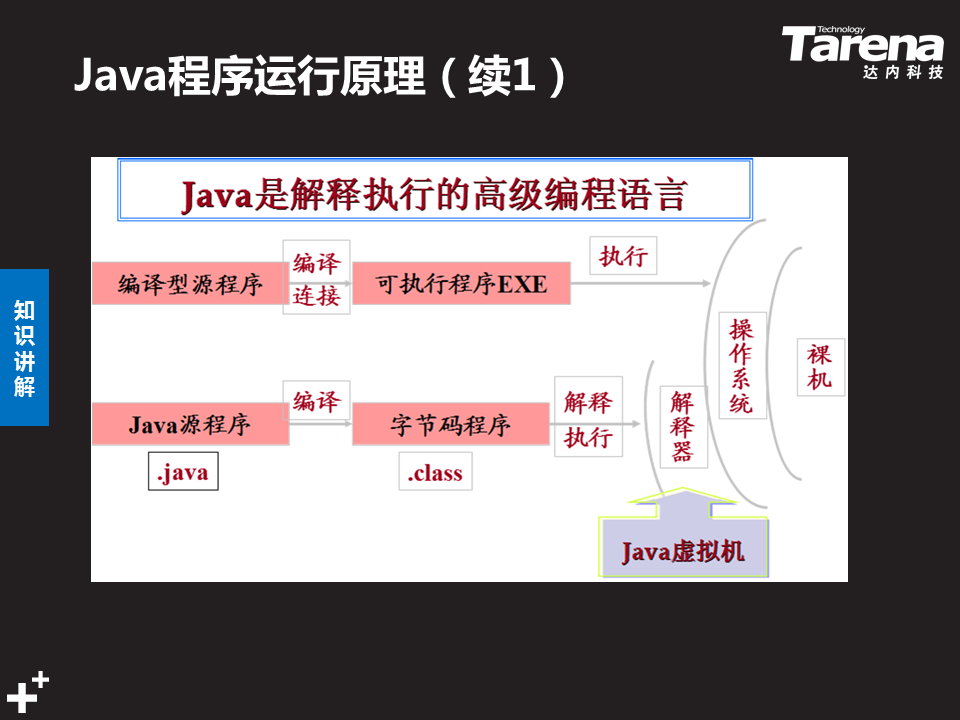 Technology
Tarena
达内科技
Java程序运行原理（续1）
知识讲解
Java是解释执行的高级编程语言
编译型源程序
编译
连接
可执行程序EXE
执行
操作系统
裸机
Java源程序
.java
编译
字节码程序
.class
解释
执行
解释器
Java虚拟机